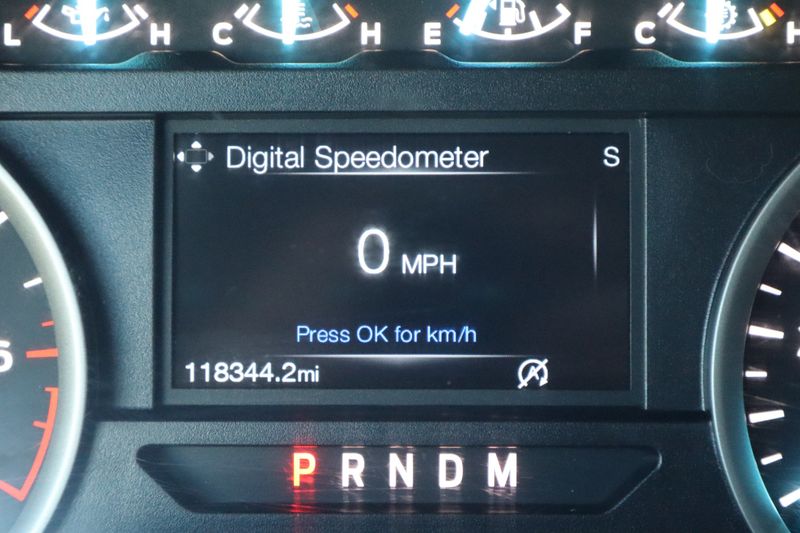 L H C H E F C H
Digital Speedometer S
0 MPH
Press OK for km/h
118344.2mi
P R N D M